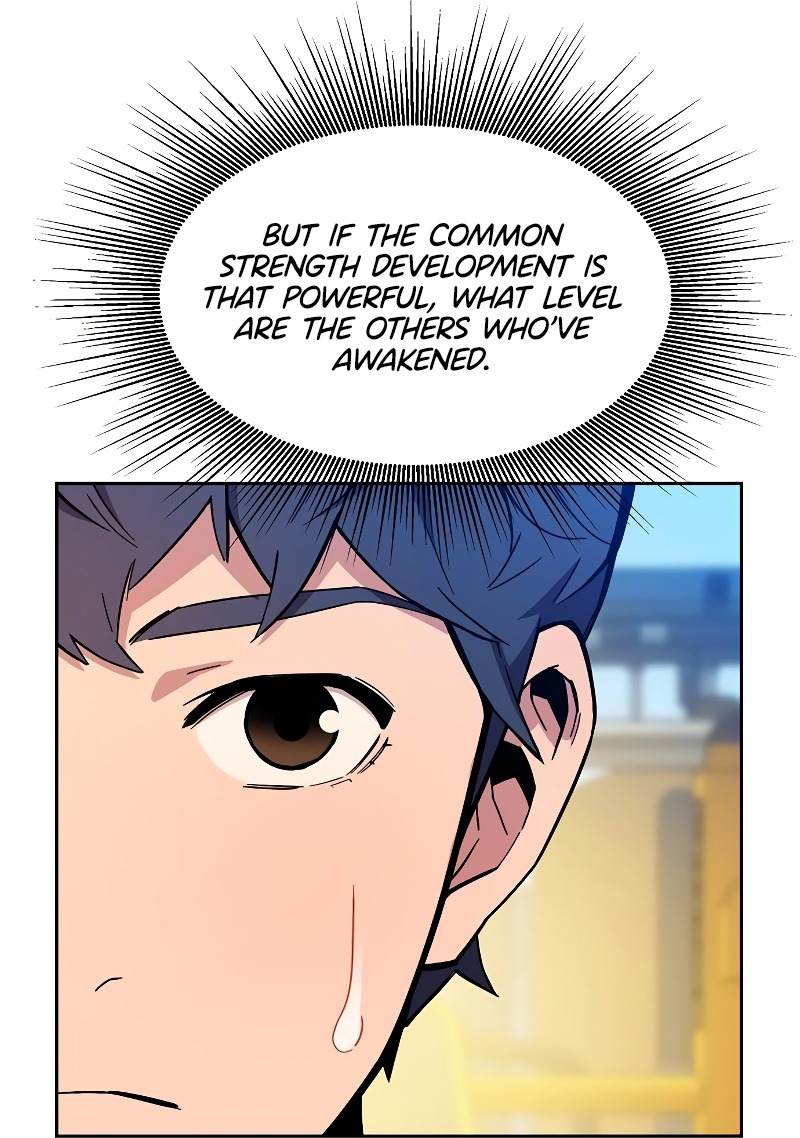 BUT IF THE COMMON
STRENGTH DEVELOPMENT IS
THAT POWERFUL, WHAT LEVEL
ARE THE OTHERS WHO'VE
AWAKENED.